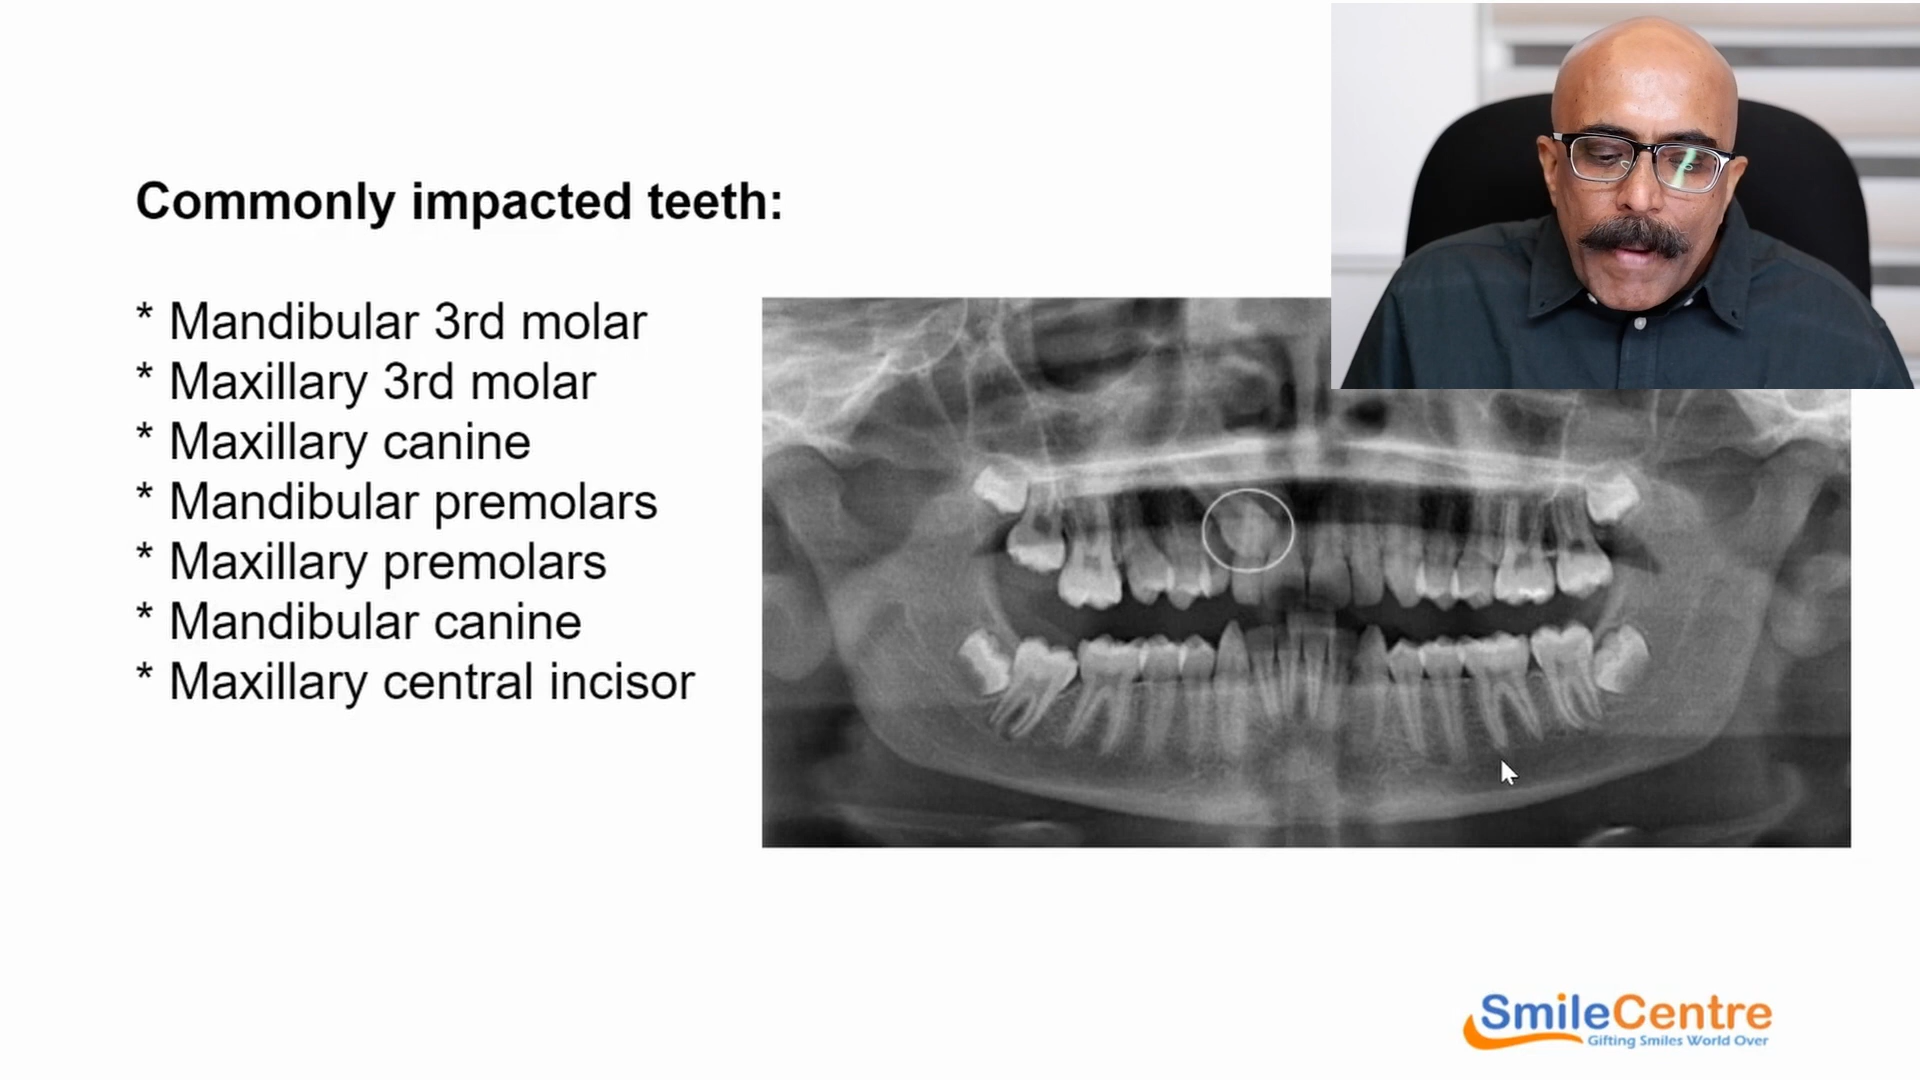 Commonly impacted teeth:
* Mandibular 3rd molar
* Maxillary 3rd molar
* Maxillary canine
* Mandibular premolars
* Maxillary premolars
* Mandibular canine
* Maxillary central incisor
SmileCentre
Gifting Smiles World Over